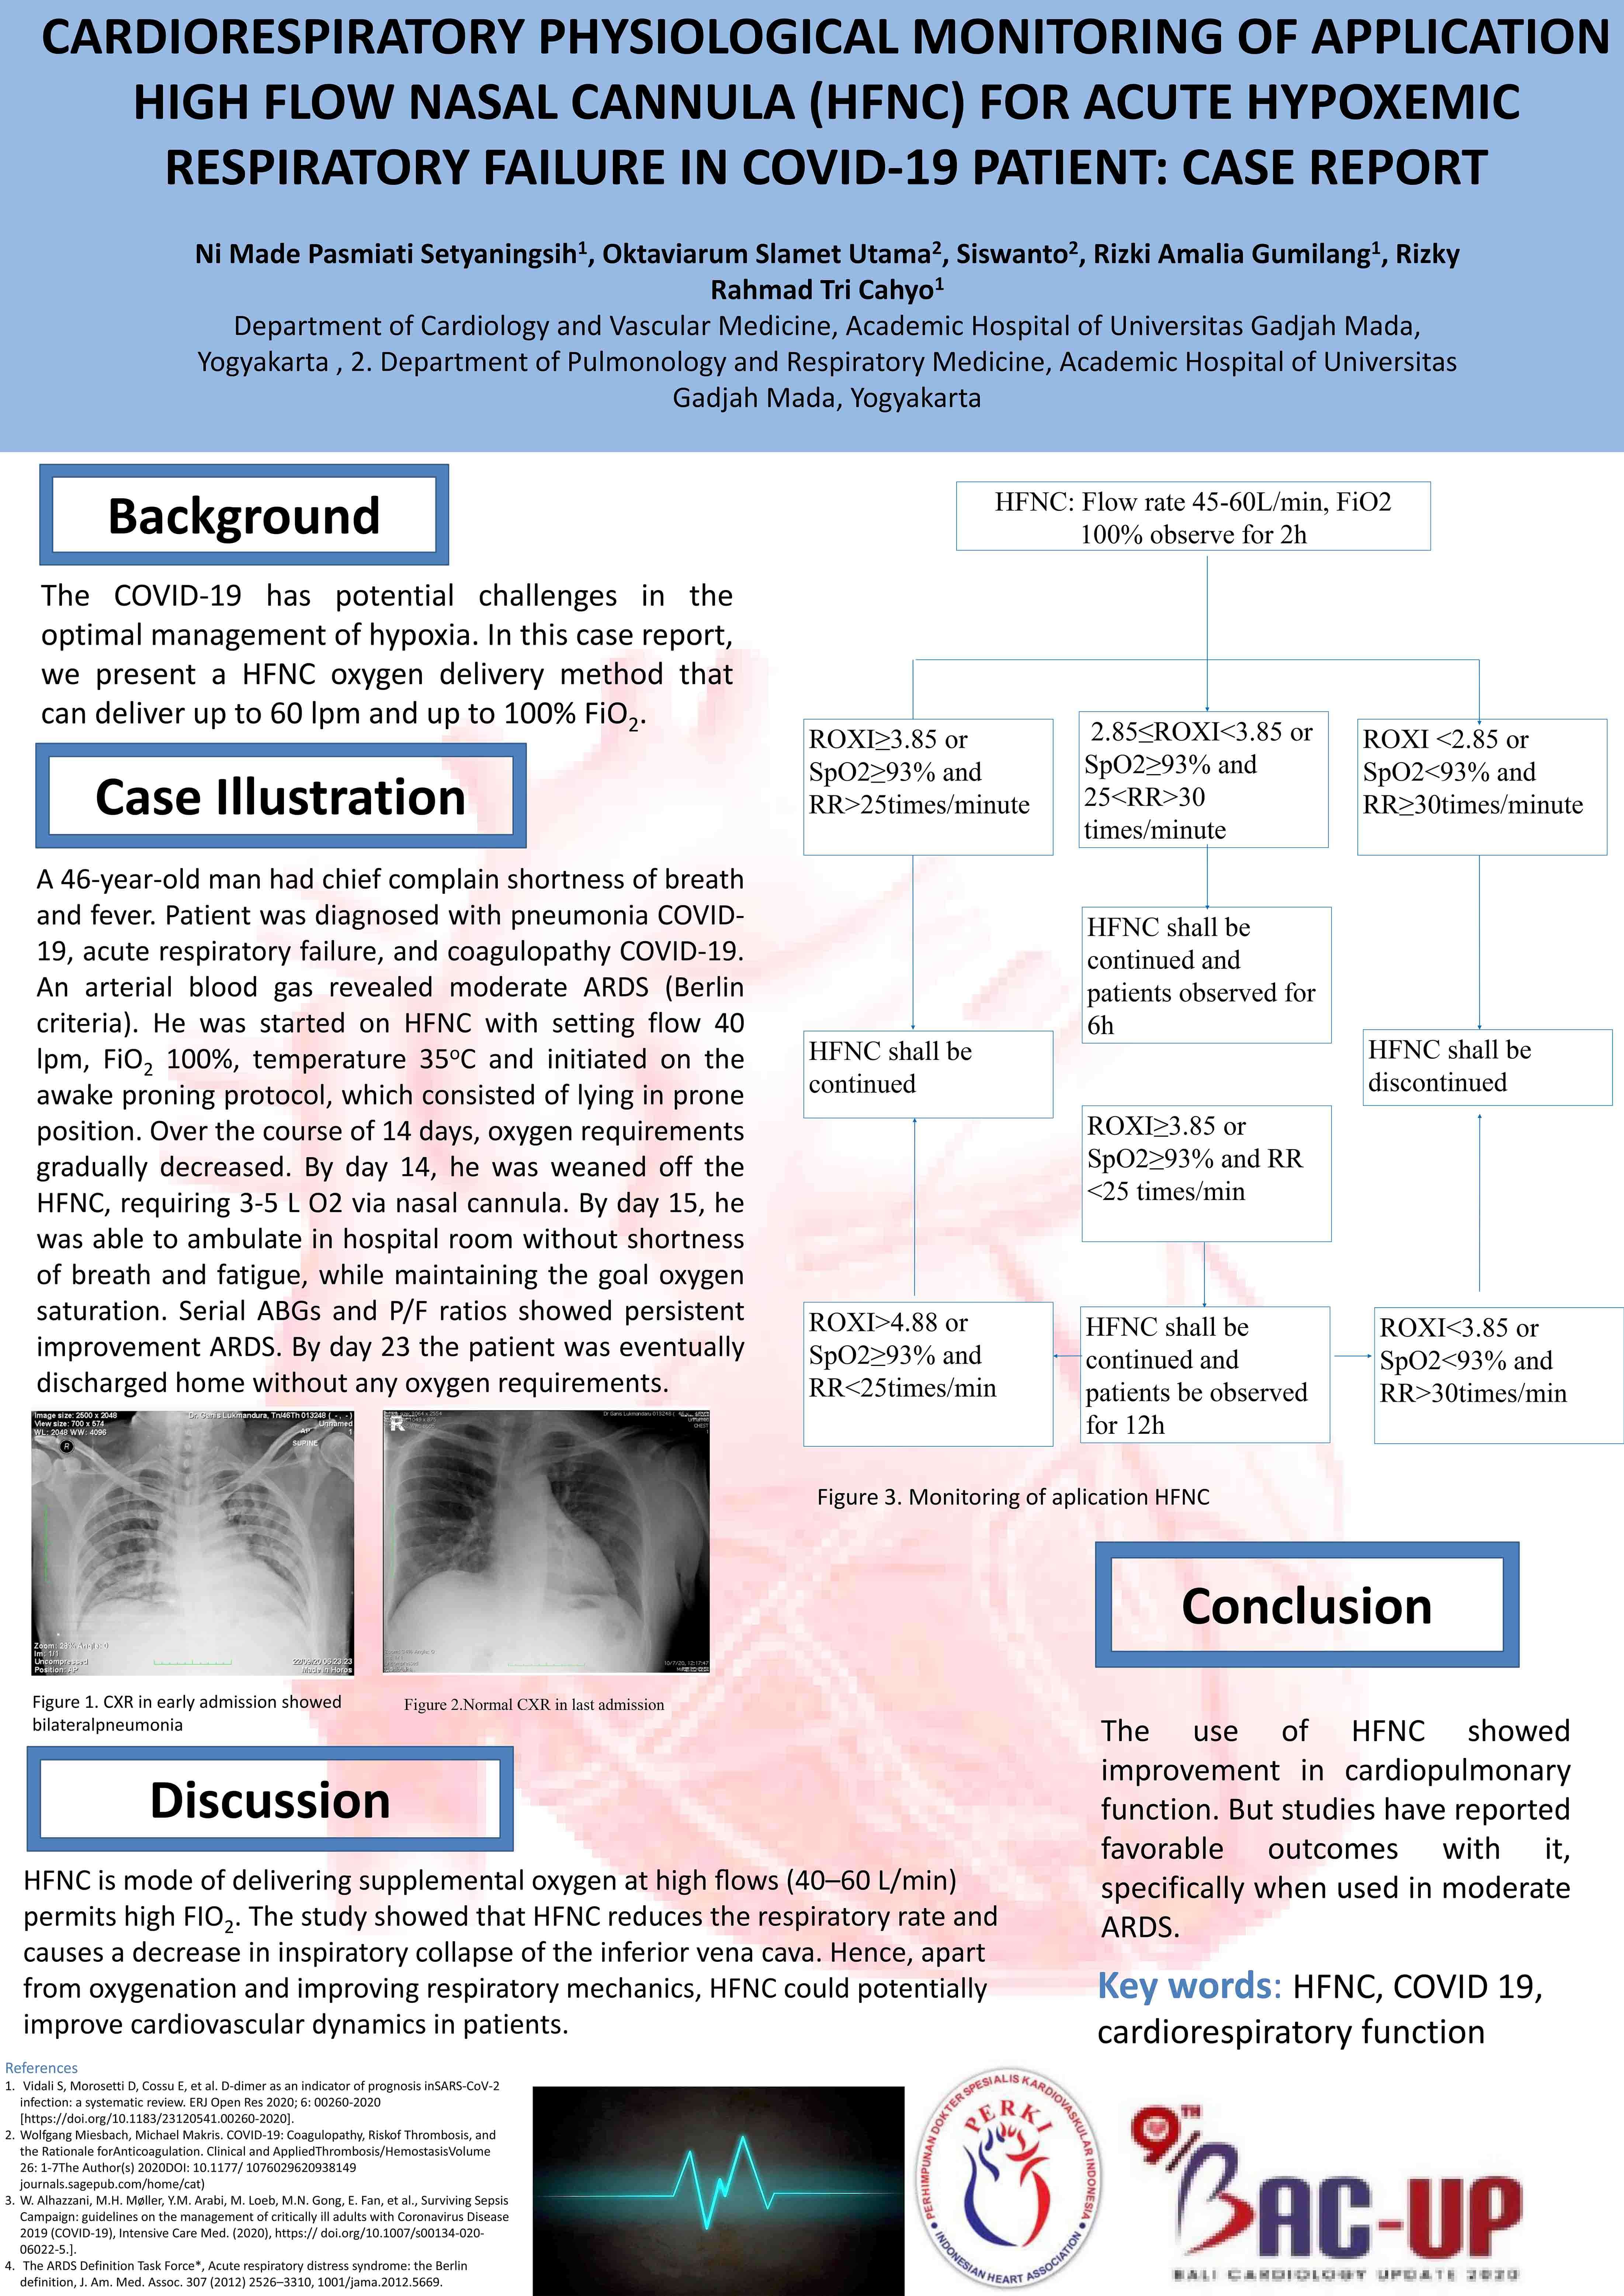 CARDIORESPIRATORY PHYSIOLOGICAL MONITORING OF APPLICATION
HIGH FLOW NASAL CANNULA (HFNC) FOR ACUTE HYPOXEMIC
RESPIRATORY FAILURE IN COVID-19 PATIENT: CASE REPORT
Ni Made Pasmiati Setyaningsih1, Oktaviarum Slamet Utama2, Siswanto2, Rizki Amalia Gumilang1, Rizky
Rahmad Tri Cahyo1
Department of Cardiology and Vascular Medicine, Academic Hospital of Universitas Gadjah Mada,
Yogyakarta , 2. Department of Pulmonology and Respiratory Medicine, Academic Hospital of Universitas
Gadjah Mada, Yogyakarta
Background
The COVID-19 has potential challenges in the
optimal management of hypoxia. In this case report,
we present a HFNC oxygen delivery method that
can deliver up to 60 lpm and up to 100% FiO2.
Case Illustration
A 46-year-old man had chief complain shortness of breath
and fever. Patient was diagnosed with pneumonia COVID-
19, acute respiratory failure, and coagulopathy COVID-19.
An arterial blood gas revealed moderate ARDS (Berlin
criteria). He was started on HFNC with setting flow 40
lpm, FiO2 100%, temperature 35oC and initiated on the
awake proning protocol, which consisted of lying in prone
position. Over the course of 14 days, oxygen requirements
gradually decreased. By day 14, he was weaned off the
HFNC, requiring 3-5 L O2 via nasal cannula. By day 15, he
was able to ambulate in hospital room without shortness
of breath and fatigue, while maintaining the goal oxygen
saturation. Serial ABGs and P/F ratios showed persistent
improvement ARDS. By day 23 the patient was eventually
discharged home without any oxygen requirements.
Image size: 2500 x 2048
View size: 700 x 574
WL: 2048 WW: 4096
R
Dr. Ganis Lukmandura, Tn/46Th 013248 ( - , - )
Unnamed
1
SUPINE
Im: 1/1
Uncompressed
Position: AP
Made In Horos
R
Figure 1. CXR in early admission showed
bilateralpneumonia
Figure 2.Normal CXR in last admission
Discussion
HFNC is mode of delivering supplemental oxygen at high flows (40–60 L/min)
permits high FIO2. The study showed that HFNC reduces the respiratory rate and
causes a decrease in inspiratory collapse of the inferior vena cava. Hence, apart
from oxygenation and improving respiratory mechanics, HFNC could potentially
improve cardiovascular dynamics in patients.
References
1. Vidali S, Morosetti D, Cossu E, et al. D-dimer as an indicator of prognosis inSARS-CoV-2
infection: a systematic review. ERJ Open Res 2020; 6: 00260-2020
[https://doi.org/10.1183/23120541.00260-2020].
2. Wolfgang Miesbach, Michael Makris. COVID-19: Coagulopathy, Riskof Thrombosis, and
the Rationale forAnticoagulation. Clinical and AppliedThrombosis/HemostasisVolume
26: 1-7The Author(s) 2020DOI: 10.1177/ 1076029620938149
journals.sagepub.com/home/cat)
3. W. Alhazzani, M.H. Møller, Y.M. Arabi, M. Loeb, M.N. Gong, E. Fan, et al., Surviving Sepsis
Campaign: guidelines on the management of critically ill adults with Coronavirus Disease
2019 (COVID-19), Intensive Care Med. (2020), https:// doi.org/10.1007/s00134-020-
06022-5.].
4. The ARDS Definition Task Force*, Acute respiratory distress syndrome: the Berlin
definition, J. Am. Med. Assoc. 307 (2012) 2526–3310, 1001/jama.2012.5669.
HFNC: Flow rate 45-60L/min, FiO2
100% observe for 2h
ROXI≥3.85 or
SpO2≥93% and
RR>25times/minute
2.85≤ROXI<3.85 or
SpO2≥93% and
25<RR>30
times/minute
ROXI <2.85 or
SpO2<93% and
RR≥30times/minute
HFNC shall be
continued and
patients observed for
6h
HFNC shall be
continued
HFNC shall be
discontinued
ROXI≥3.85 or
SpO2≥93% and RR
<25 times/min
ROXI>4.88 or
SpO2≥93% and
RR<25times/min
HFNC shall be
continued and
patients be observed
for 12h
ROXI<3.85 or
SpO2<93% and
RR>30times/min
Figure 3. Monitoring of aplication HFNC
Conclusion
The use of HFNC showed
improvement in cardiopulmonary
function. But studies have reported
favorable outcomes with it,
specifically when used in moderate
ARDS.
Key words: HFNC, COVID 19,
cardiorespiratory function
PERHIMPUNAN DOKTER SPESIALIS KARDIOVASKULAR INDONESIA
PERKI
INDONESIAN HEART ASSOCIATION
9TH
BAC-UP
BALI CARDIOLOGY UPDATE 2020